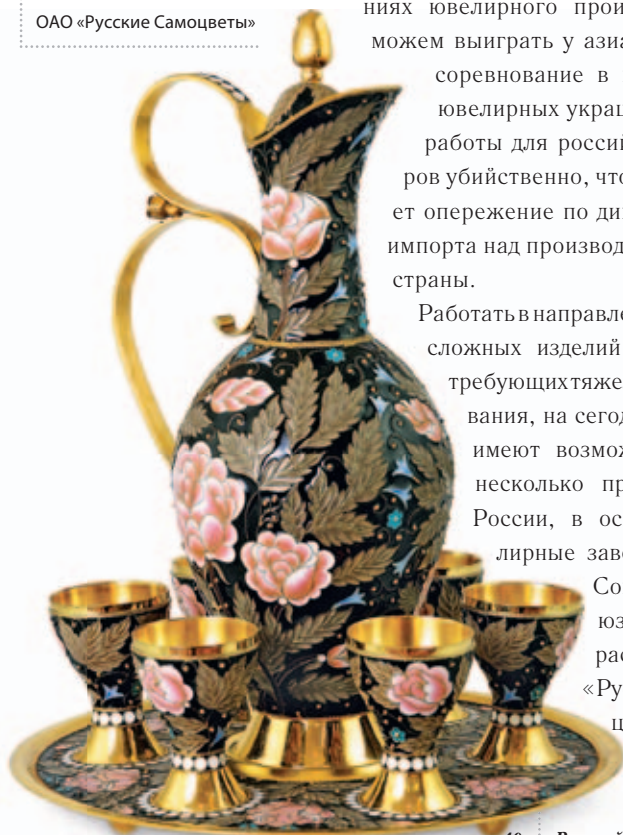 ОАО «Русские Самоцветы»
ниях ювелирного прои
можем выиграть у азиа
соревнование в
ювелирных украш
работы для россий
ров убийственно, что
ет опережение по ди
импорта над производ
страны.
Работать в направле
сложных изделий
требующих тяже
вания, на сегод
имеют возмож
несколько пр
России, в ос
лирные заво
Со
юз
рас
«Ру
ц